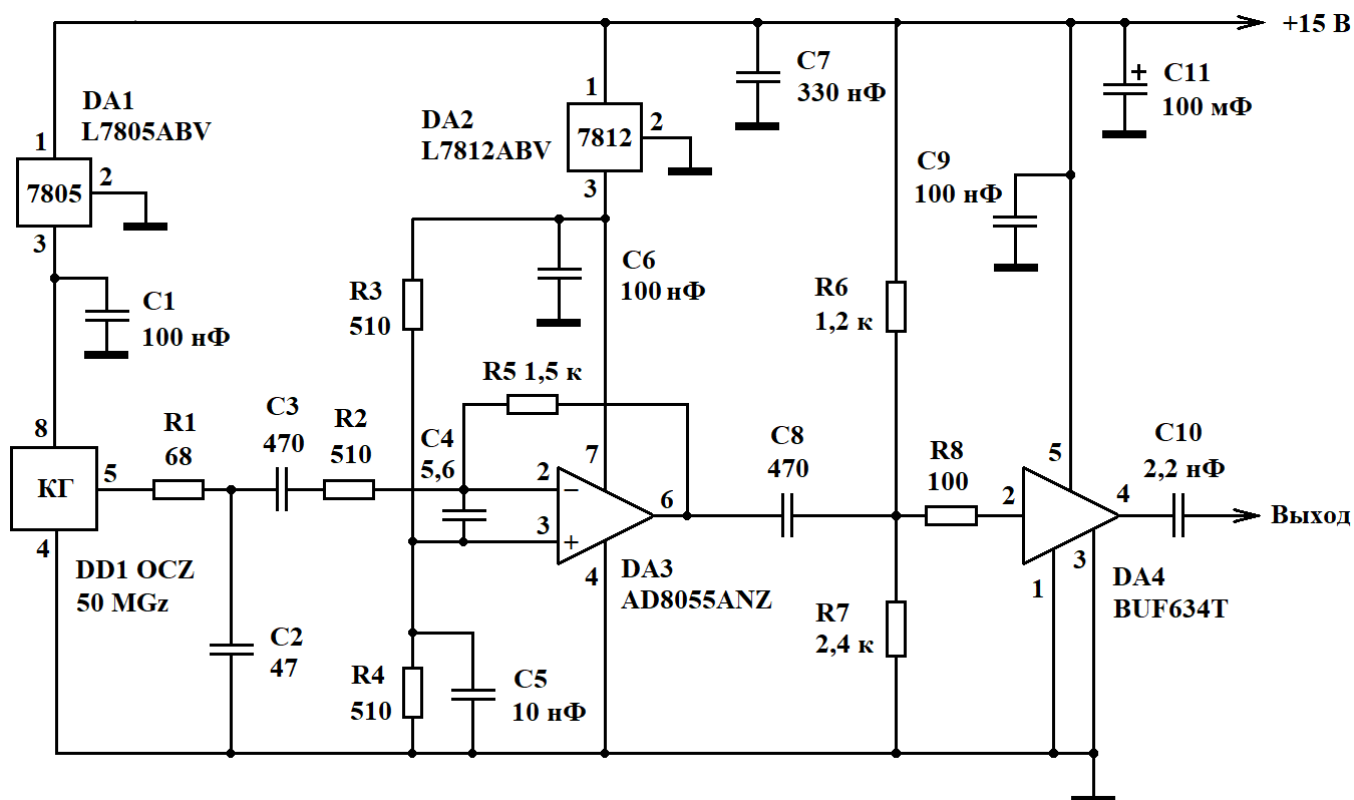 +15 В
DA1
L7805ABV
1
7805
2
3
C1
100 нФ
DA2
L7812ABV
1
7812
2
3
C7
330 нФ
C9
100 нФ
+
C11
100 мФ
R3
510
C6
100 нФ
R6
1,2 к
R5 1,5 к
8
КГ
5
4
DD1 OCZ
50 MGz
R1
68
C3
470
R2
510
C4
5,6
2
−
3
+
7
6
4
DA3
AD8055ANZ
C8
470
R8
100
2
5
4
1
3
DA4
BUF634T
C10
2,2 нФ
Выход
C2
47
R4
510
C5
10 нФ
R7
2,4 к